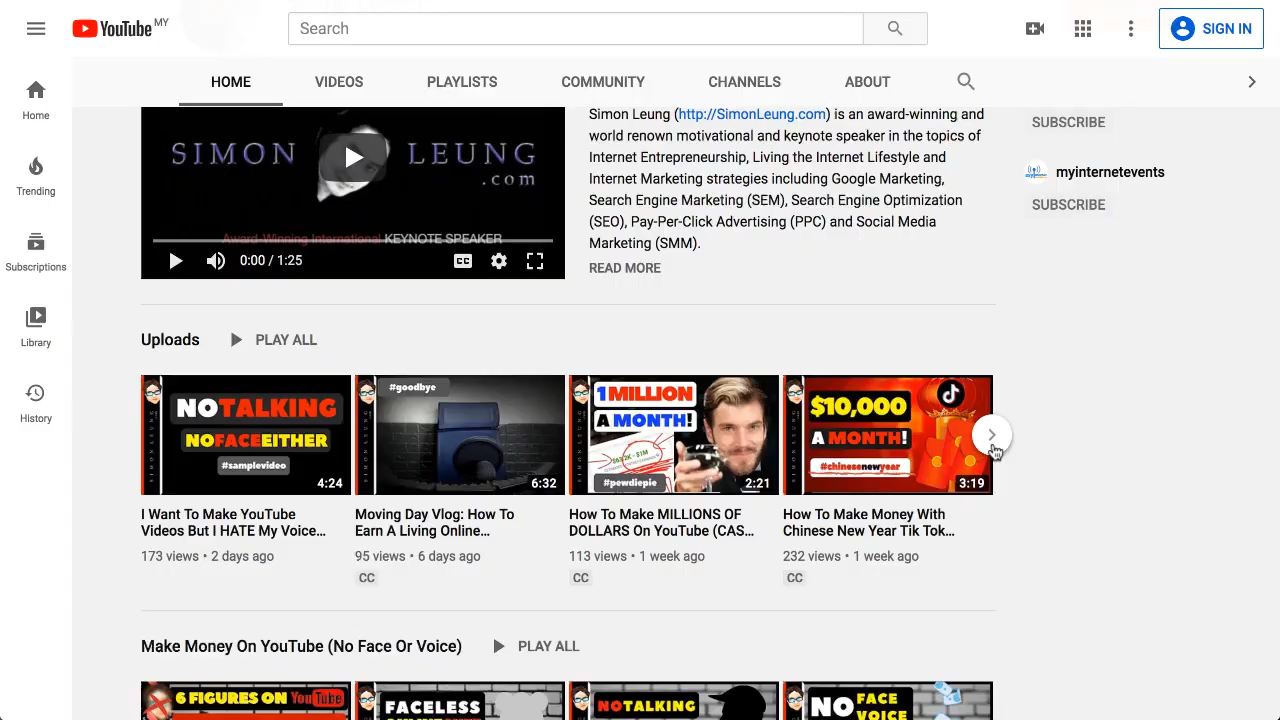 YouTube MY
Search
SIGN IN
HOME
VIDEOS
PLAYLISTS
COMMUNITY
CHANNELS
ABOUT
Home
Trending
Subscriptions
Library
History
SIMON LEUNG
.com
Award-Winning International KEYNOTE SPEAKER
0:00 / 1:25
CC
Simon Leung (http://SimonLeung.com) is an award-winning and
world renown motivational and keynote speaker in the topics of
Internet Entrepreneurship, Living the Internet Lifestyle and
Internet Marketing strategies including Google Marketing,
Search Engine Marketing (SEM), Search Engine Optimization
(SEO), Pay-Per-Click Advertising (PPC) and Social Media
Marketing (SMM).
READ MORE
SUBSCRIBE
myinternetevents
SUBSCRIBE
Uploads
PLAY ALL
SIMON LEUNG
NOTALKING
NOFACEEITHER
#samplevideo
4:24
I Want To Make YouTube
Videos But I HATE My Voice...
173 views • 2 days ago
#goodbye
6:32
Moving Day Vlog: How To
Earn A Living Online...
95 views • 6 days ago
CC
SIMON LEUNG
1 MILLION
A MONTH!
#pewdiepie
2:21
How To Make MILLIONS OF
DOLLARS On YouTube (CAS...
113 views • 1 week ago
CC
SIMON LEUNG
$10,000
A MONTH!
#chinesenewyear
3:19
How To Make Money With
Chinese New Year Tik Tok...
232 views • 1 week ago
CC
Make Money On YouTube (No Face Or Voice)
PLAY ALL
6 FIGURES ON YouTube
FACELESS
NOTALKING
NO FACE
VOICE